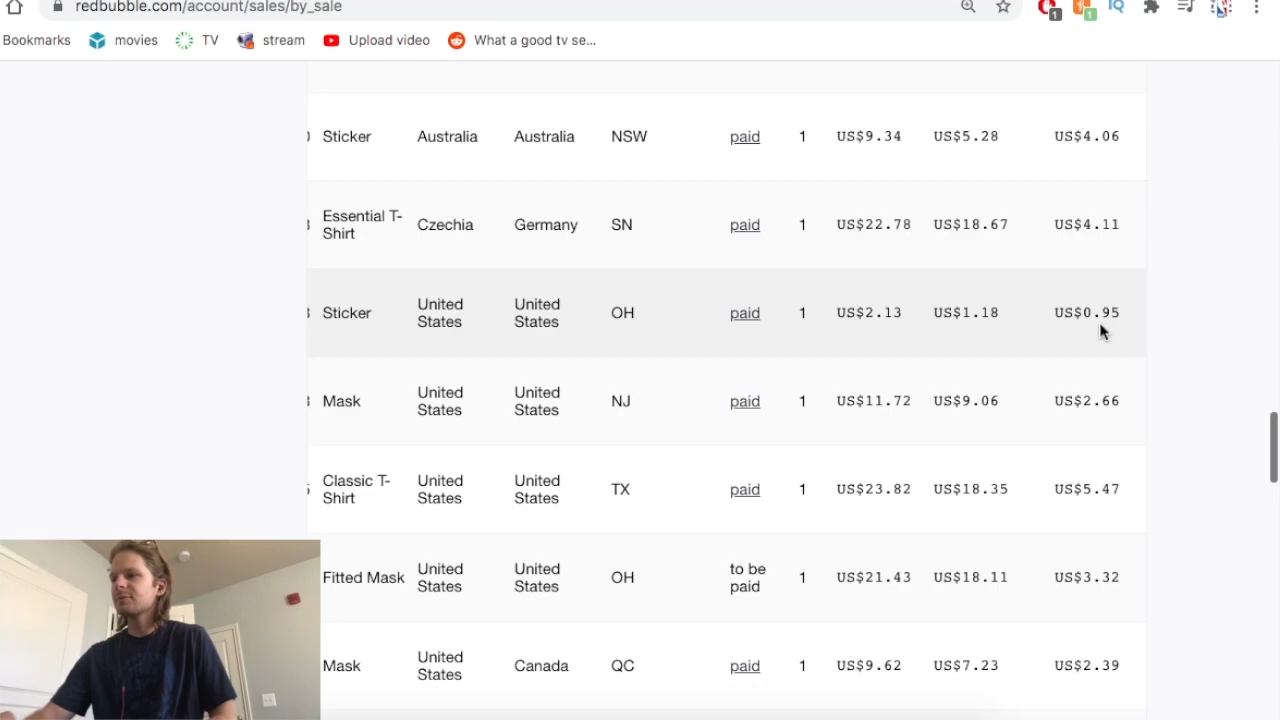 redbubble.com/account/sales/by_sale
1 1 IQ
Bookmarks movies TV stream Upload video What a good tv se...
Sticker Australia Australia NSW paid 1 US$9.34 US$5.28 US$4.06
Essential T-
Shirt Czechia Germany SN paid 1 US$22.78 US$18.67 US$4.11
Sticker United States United States OH paid 1 US$2.13 US$1.18 US$0.95
Mask United States United States NJ paid 1 US$11.72 US$9.06 US$2.66
Classic T-
Shirt United States United States TX paid 1 US$23.82 US$18.35 US$5.47
Fitted Mask United States United States OH to be paid 1 US$21.43 US$18.11 US$3.32
Mask United States Canada QC paid 1 US$9.62 US$7.23 US$2.39